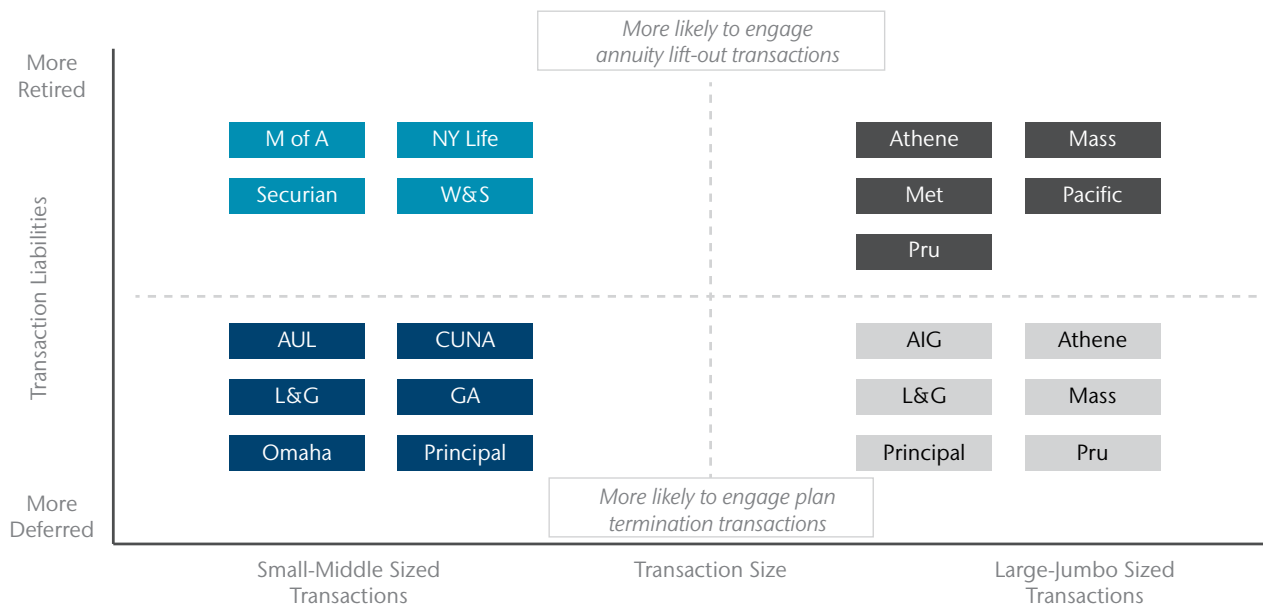 More likely to engage
annuity lift-out transactions
More
Retired
M of A
NY Life
Athene
Mass
Securian
W&S
Met
Pacific
Pru
Transaction Liabilities
AUL
CUNA
AIG
Athene
L&G
GA
L&G
Mass
Omaha
Principal
Principal
Pru
More likely to engage plan
termination transactions
More
Deferred
Small-Middle Sized
Transactions
Transaction Size
Large-Jumbo Sized
Transactions